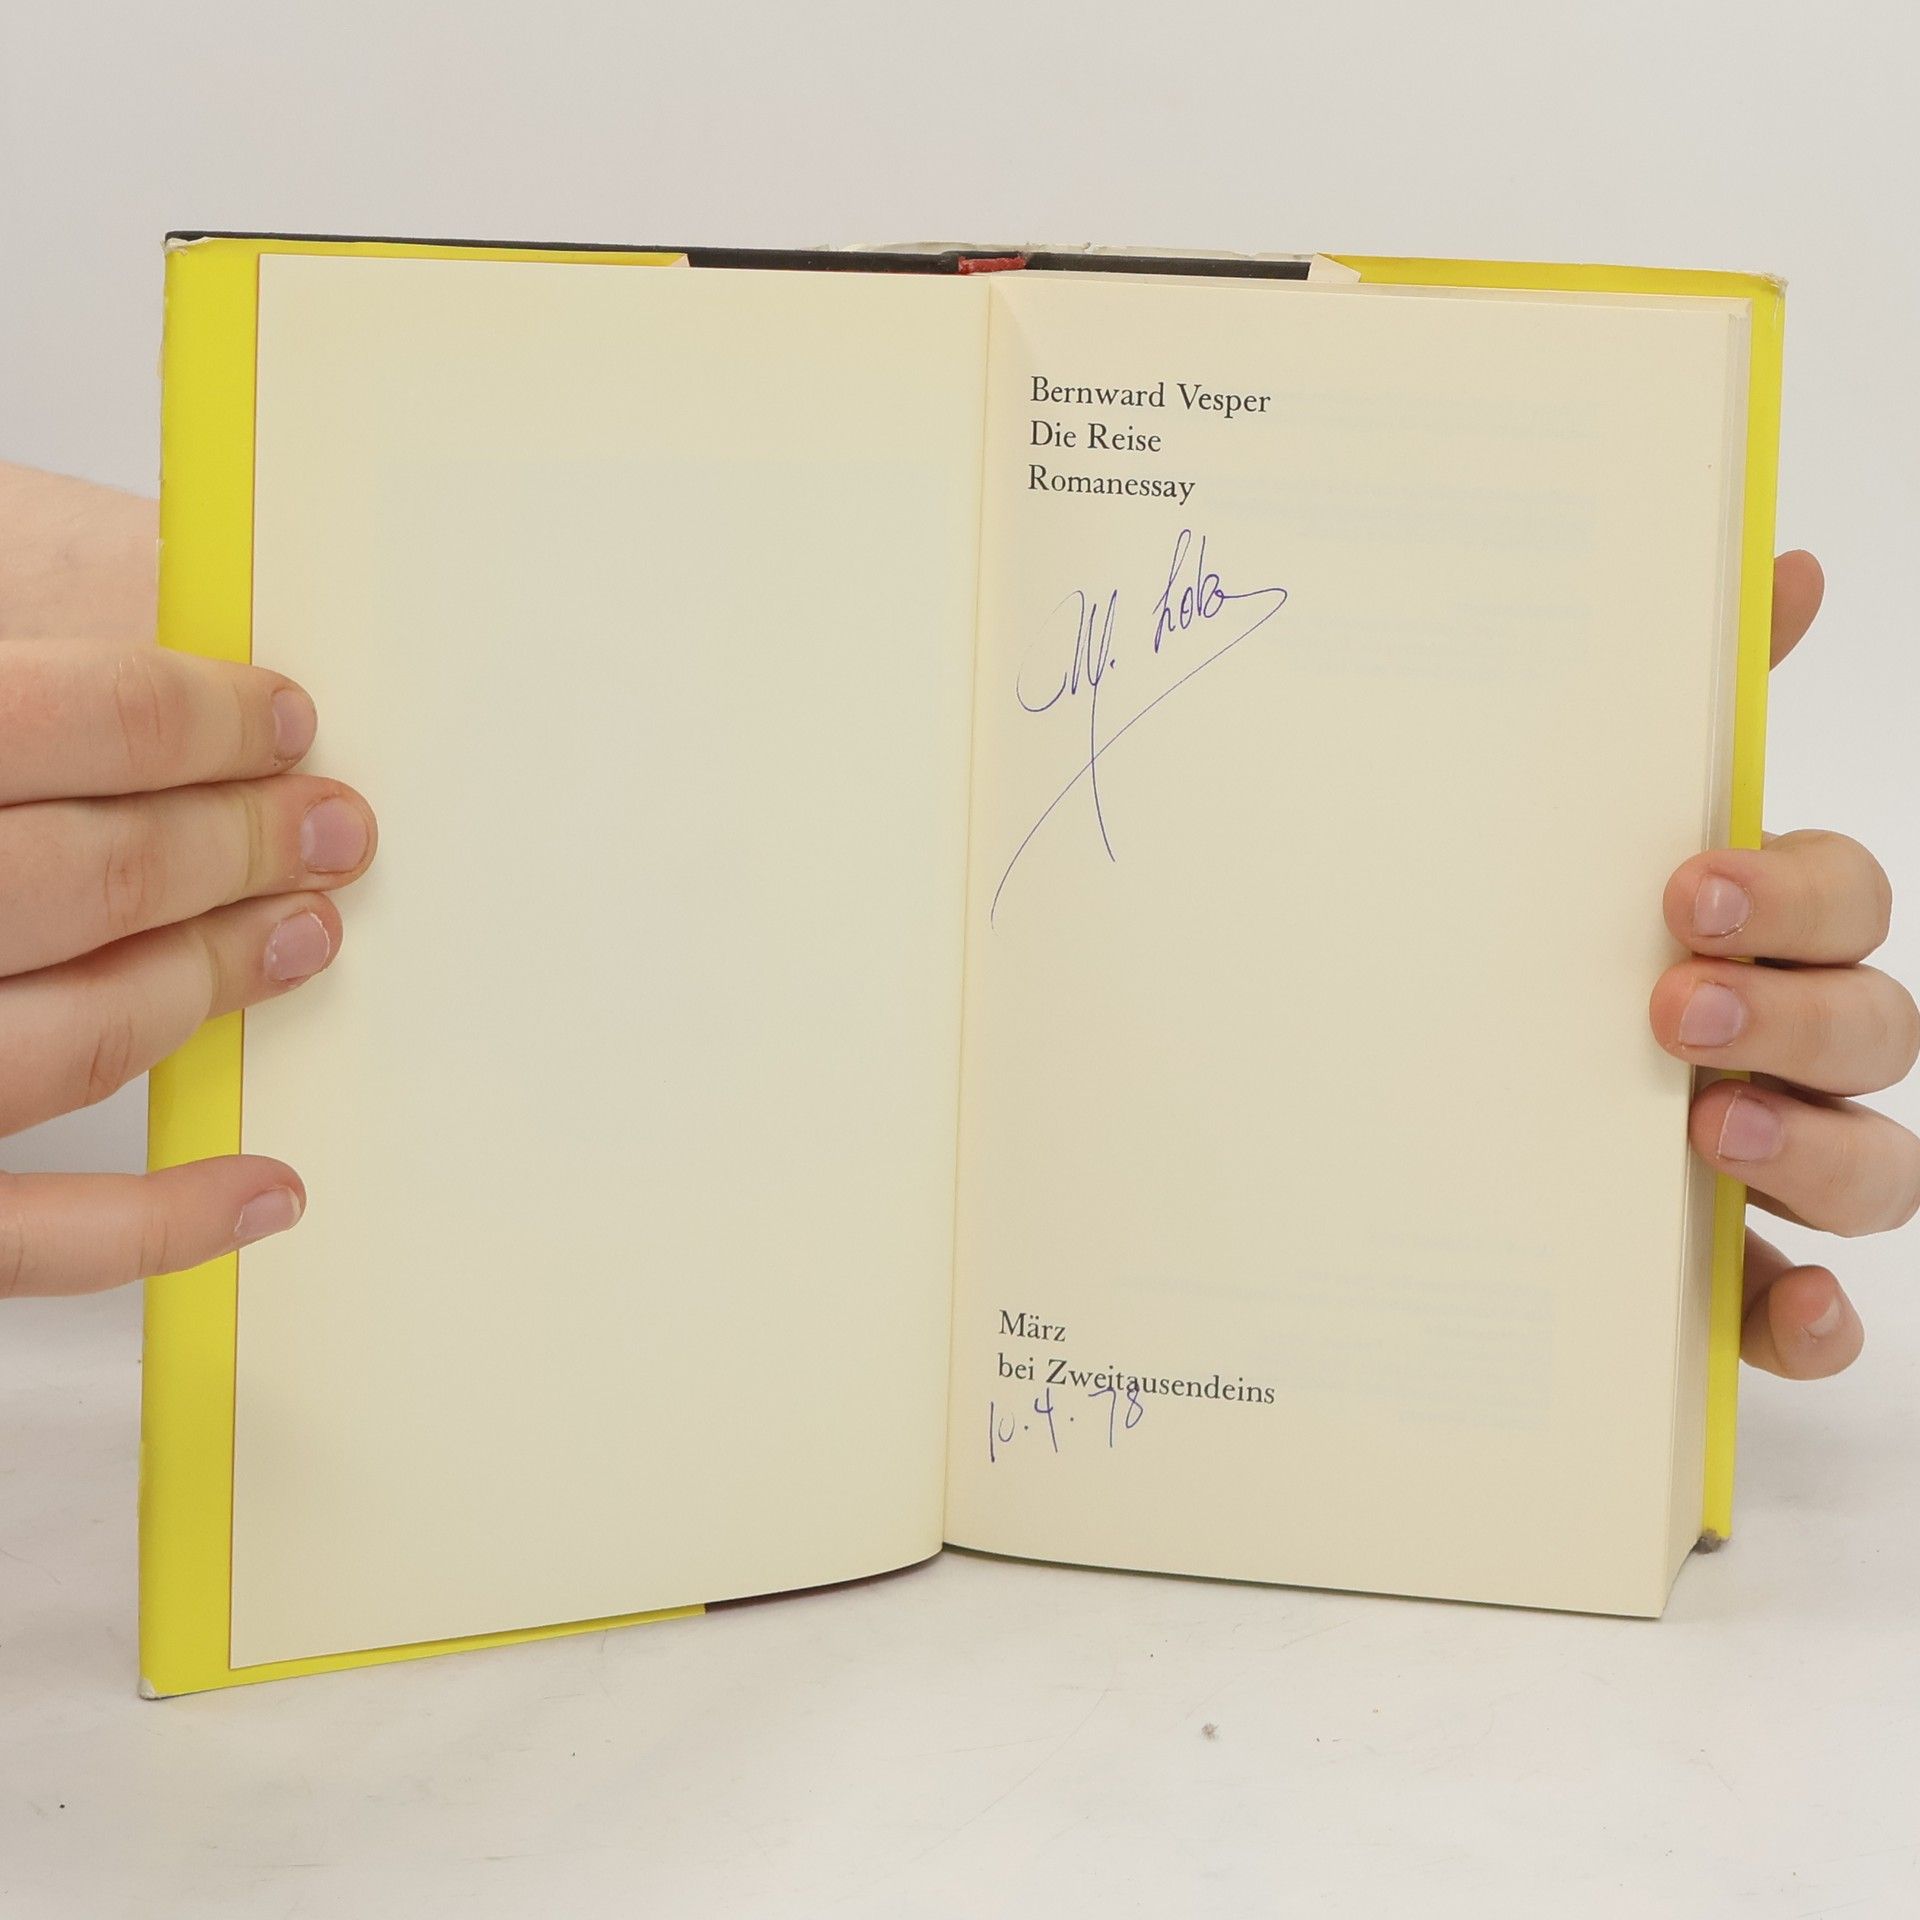 Bernward Vesper
Die Reise
Romanessay
März
bei Zweitausendeins
10.4.78